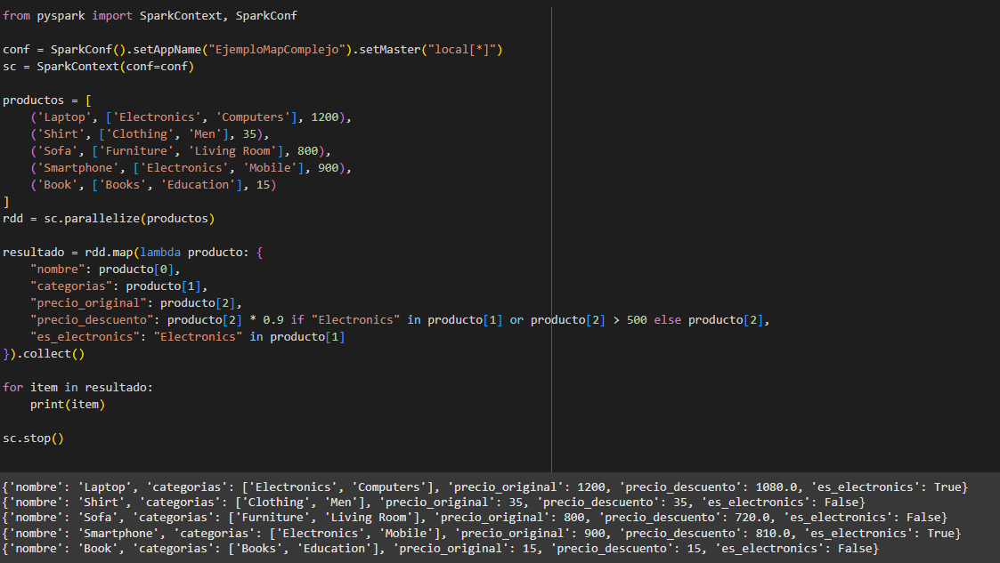 from pyspark import SparkContext, SparkConf
conf = SparkConf().setAppName("EjemploMapComplejo").setMaster("local[*]")
sc = SparkContext(conf=conf)
productos = [
    ('Laptop', ['Electronics', 'Computers'], 1200),
    ('Shirt', ['Clothing', 'Men'], 35),
    ('Sofa', ['Furniture', 'Living Room'], 800),
    ('Smartphone', ['Electronics', 'Mobile'], 900),
    ('Book', ['Books', 'Education'], 15)
]
rdd = sc.parallelize(productos)
resultado = rdd.map(lambda producto: {
    "nombre": producto[0],
    "categorias": producto[1],
    "precio_original": producto[2],
    "precio_descuento": producto[2] * 0.9 if "Electronics" in producto[1] or producto[2] > 500 else producto[2],
    "es_electronics": "Electronics" in producto[1]
}).collect()
for item in resultado:
    print(item)
sc.stop()
{'nombre': 'Laptop', 'categorias': ['Electronics', 'Computers'], 'precio_original': 1200, 'precio_descuento': 1080.0, 'es_electronics': True}
{'nombre': 'Shirt', 'categorias': ['Clothing', 'Men'], 'precio_original': 35, 'precio_descuento': 35, 'es_electronics': False}
{'nombre': 'Sofa', 'categorias': ['Furniture', 'Living Room'], 'precio_original': 800, 'precio_descuento': 720.0, 'es_electronics': False}
{'nombre': 'Smartphone', 'categorias': ['Electronics', 'Mobile'], 'precio_original': 900, 'precio_descuento': 810.0, 'es_electronics': True}
{'nombre': 'Book', 'categorias': ['Books', 'Education'], 'precio_original': 15, 'precio_descuento': 15, 'es_electronics': False}